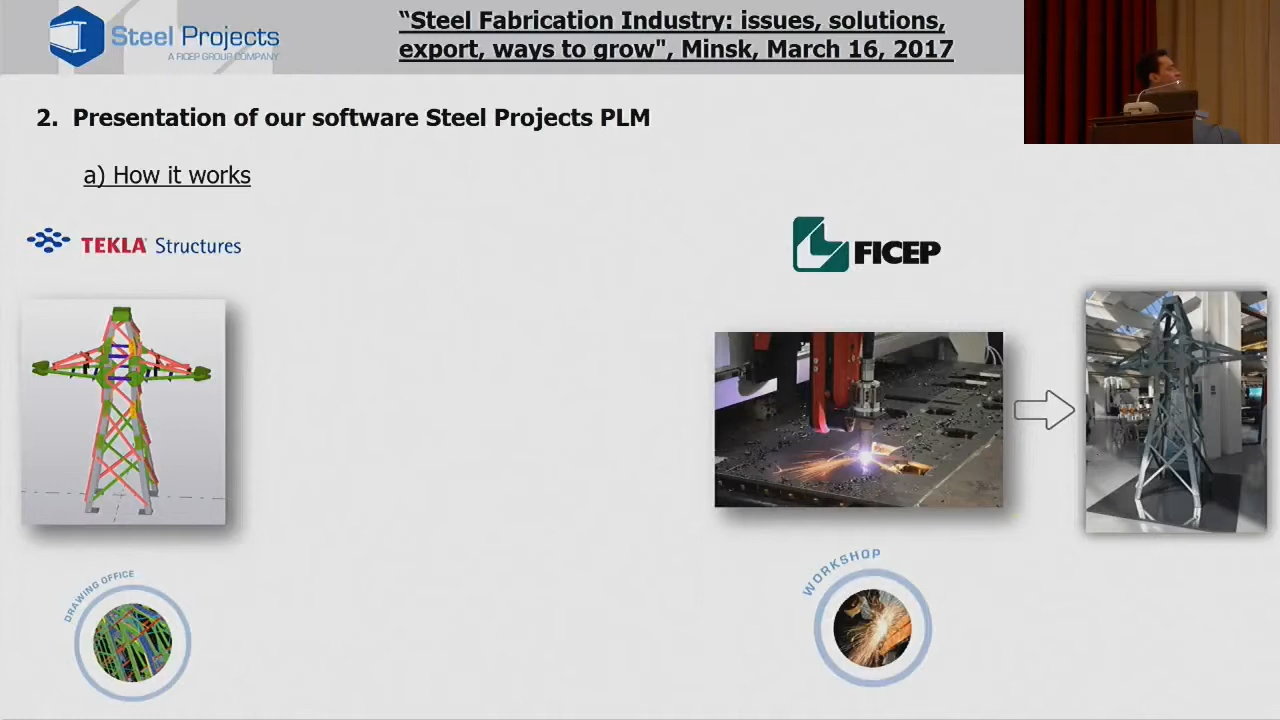 Steel Projects
A FICEP GROUP COMPANY
“Steel Fabrication Industry: issues, solutions,
export, ways to grow", Minsk, March 16, 2017
2. Presentation of our software Steel Projects PLM
a) How it works
TEKLA Structures
FICEP
DRAWING OFFICE
WORKSHOP